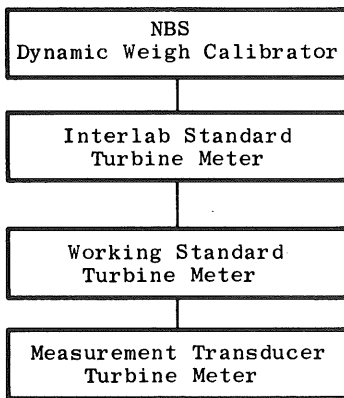 NBS
Dynamic Weigh Calibrator
Interlab Standard
Turbine Meter
Working Standard
Turbine Meter
Measurement Transducer
Turbine Meter